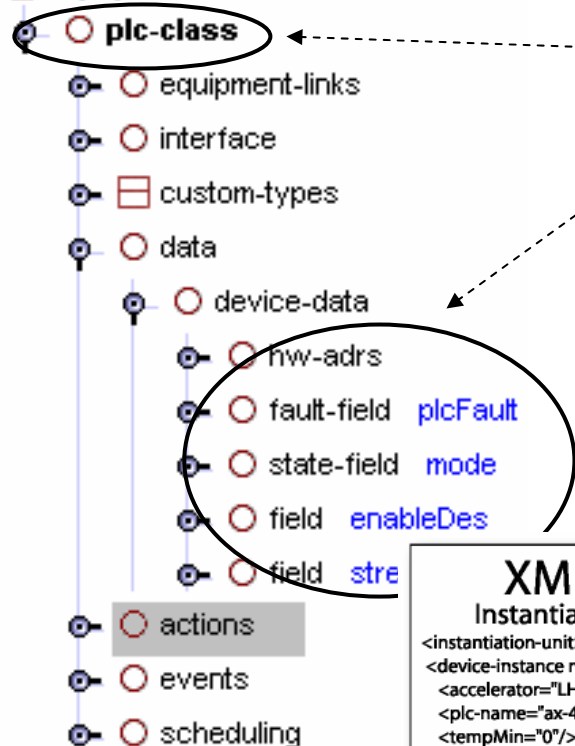 plc-class
equipment-links
interface
custom-types
data
device-data
hw-adrs
fault-field plcFault
state-field mode
field enableDes
field stre
actions
events
scheduling
XM
Instantia
<instantiation-unit
<device-instance n
<accelerator="LH
<plc-name="ax-4
<tempMin="0"/>